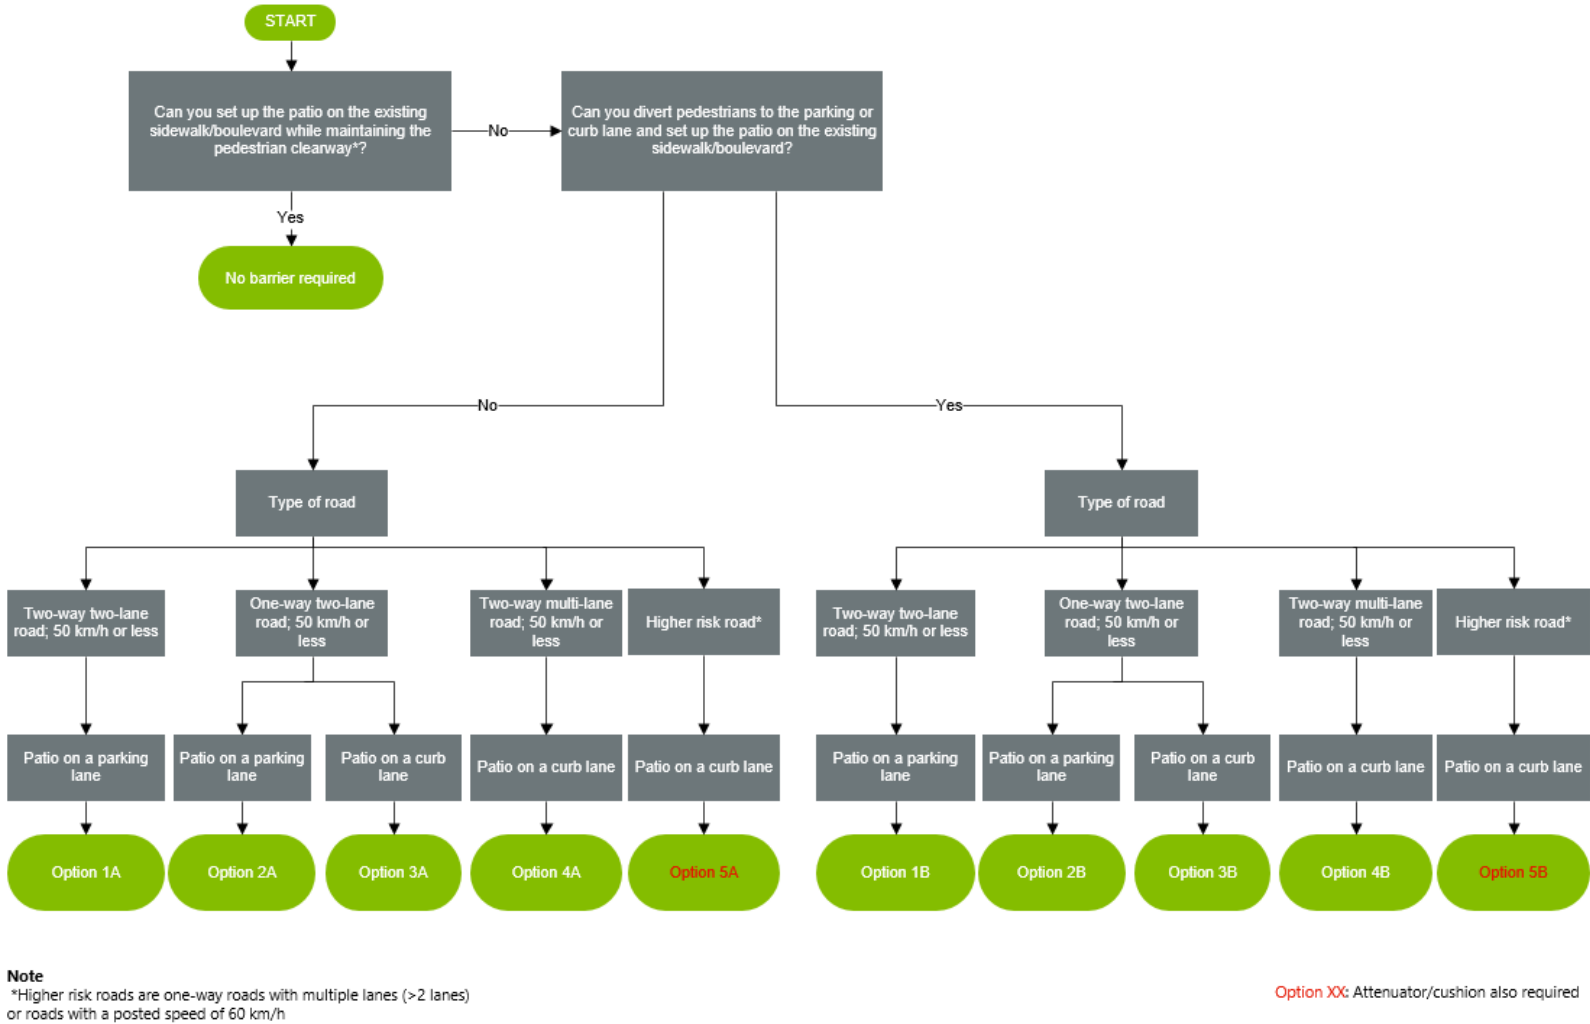 START
Can you set up the patio on the existing
sidewalk/boulevard while maintaining the
pedestrian clearway*?
No
Can you divert pedestrians to the parking or
curb lane and set up the patio on the existing
sidewalk/boulevard?
Yes
No barrier required
No
Yes
Type of road
Type of road
Two-way two-lane
road; 50 km/h or less
One-way two-lane
road; 50 km/h or
less
Two-way multi-lane
road; 50 km/h or
less
Higher risk road*
Two-way two-lane
road; 50 km/h or less
One-way two-lane
road; 50 km/h or
less
Two-way multi-lane
road; 50 km/h or
less
Higher risk road*
Patio on a parking
lane
Patio on a parking
lane
Patio on a curb
lane
Patio on a curb lane
Patio on a curb lane
Patio on a parking
lane
Patio on a parking
lane
Patio on a curb
lane
Patio on a curb lane
Patio on a curb lane
Option 1A
Option 2A
Option 3A
Option 4A
Option 5A
Option 1B
Option 2B
Option 3B
Option 4B
Option 5B
Note
*Higher risk roads are one-way roads with multiple lanes (>2 lanes)
or roads with a posted speed of 60 km/h
Option XX: Attenuator/cushion also required